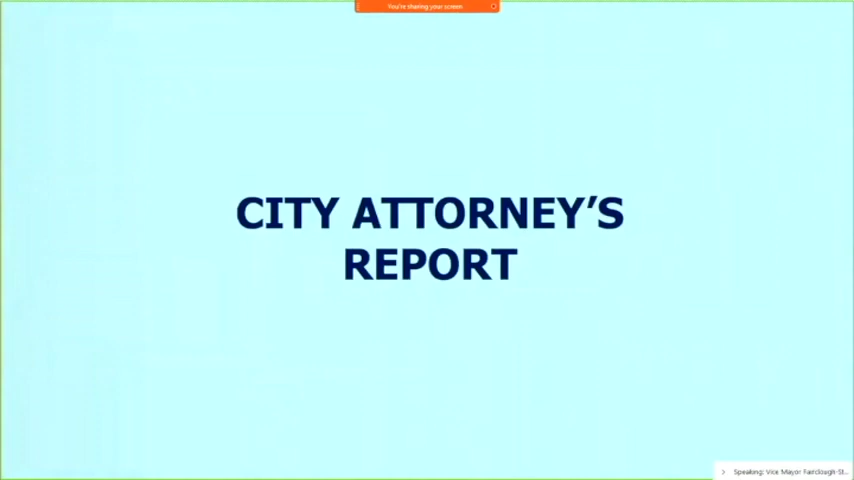 You're sharing your screen
CITY ATTORNEY'S
REPORT
Speaking: Vice Mayor Fairclough-St...